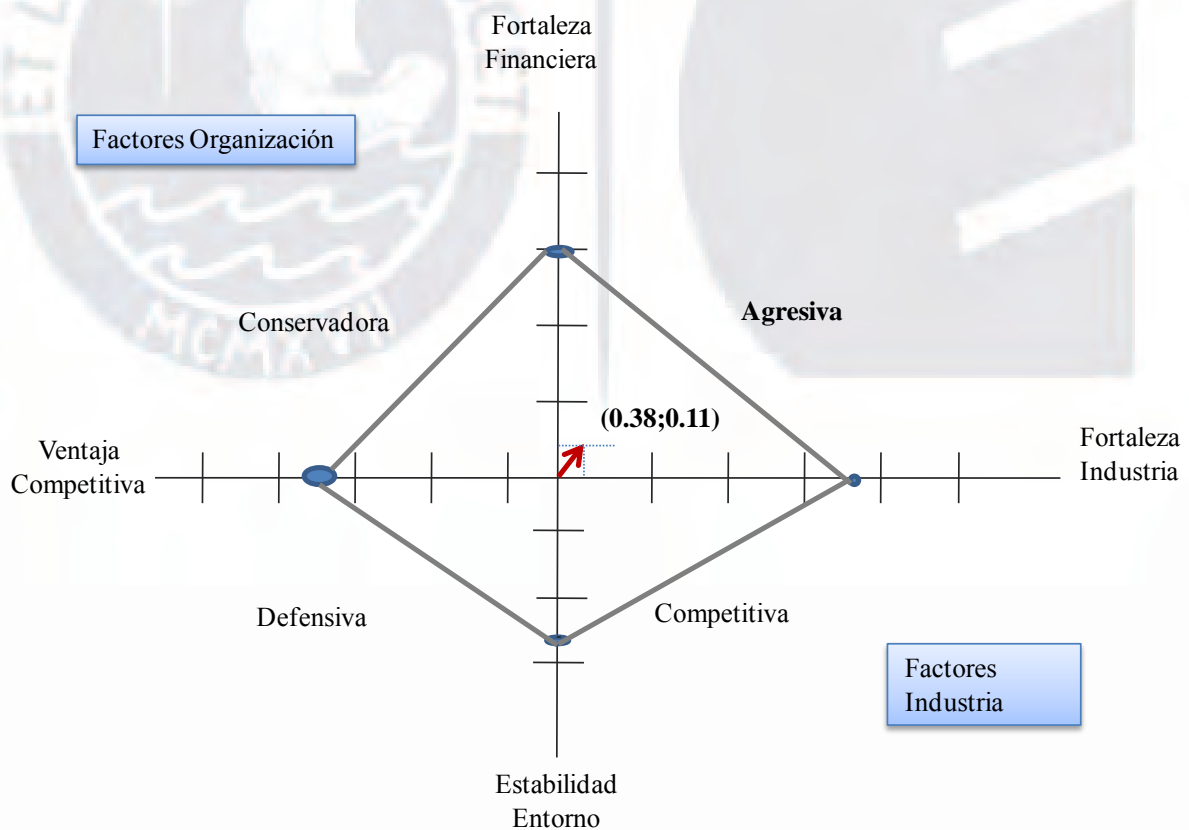 Fortaleza
Financiera
Factores Organización
Conservadora
Agresiva
(0.38;0.11)
Ventaja
Competitiva
Fortaleza
Industria
Defensiva
Competitiva
Factores
Industria
Estabilidad
Entorno
MCMXVII